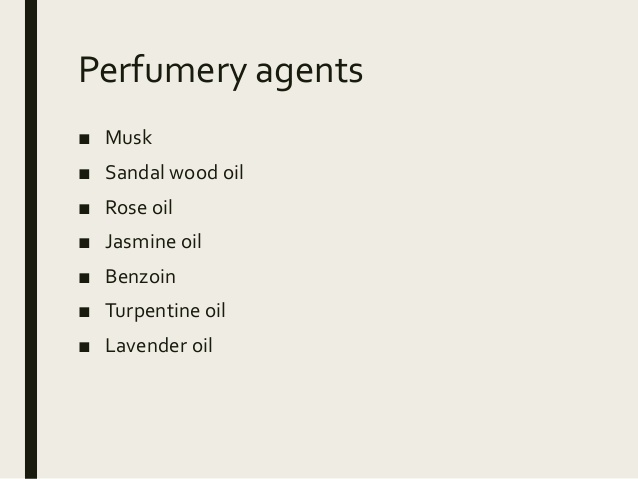 Perfumery agents
■ Musk
■ Sandal wood oil
■ Rose oil
■ Jasmine oil
■ Benzoin
■ Turpentine oil
■ Lavender oil